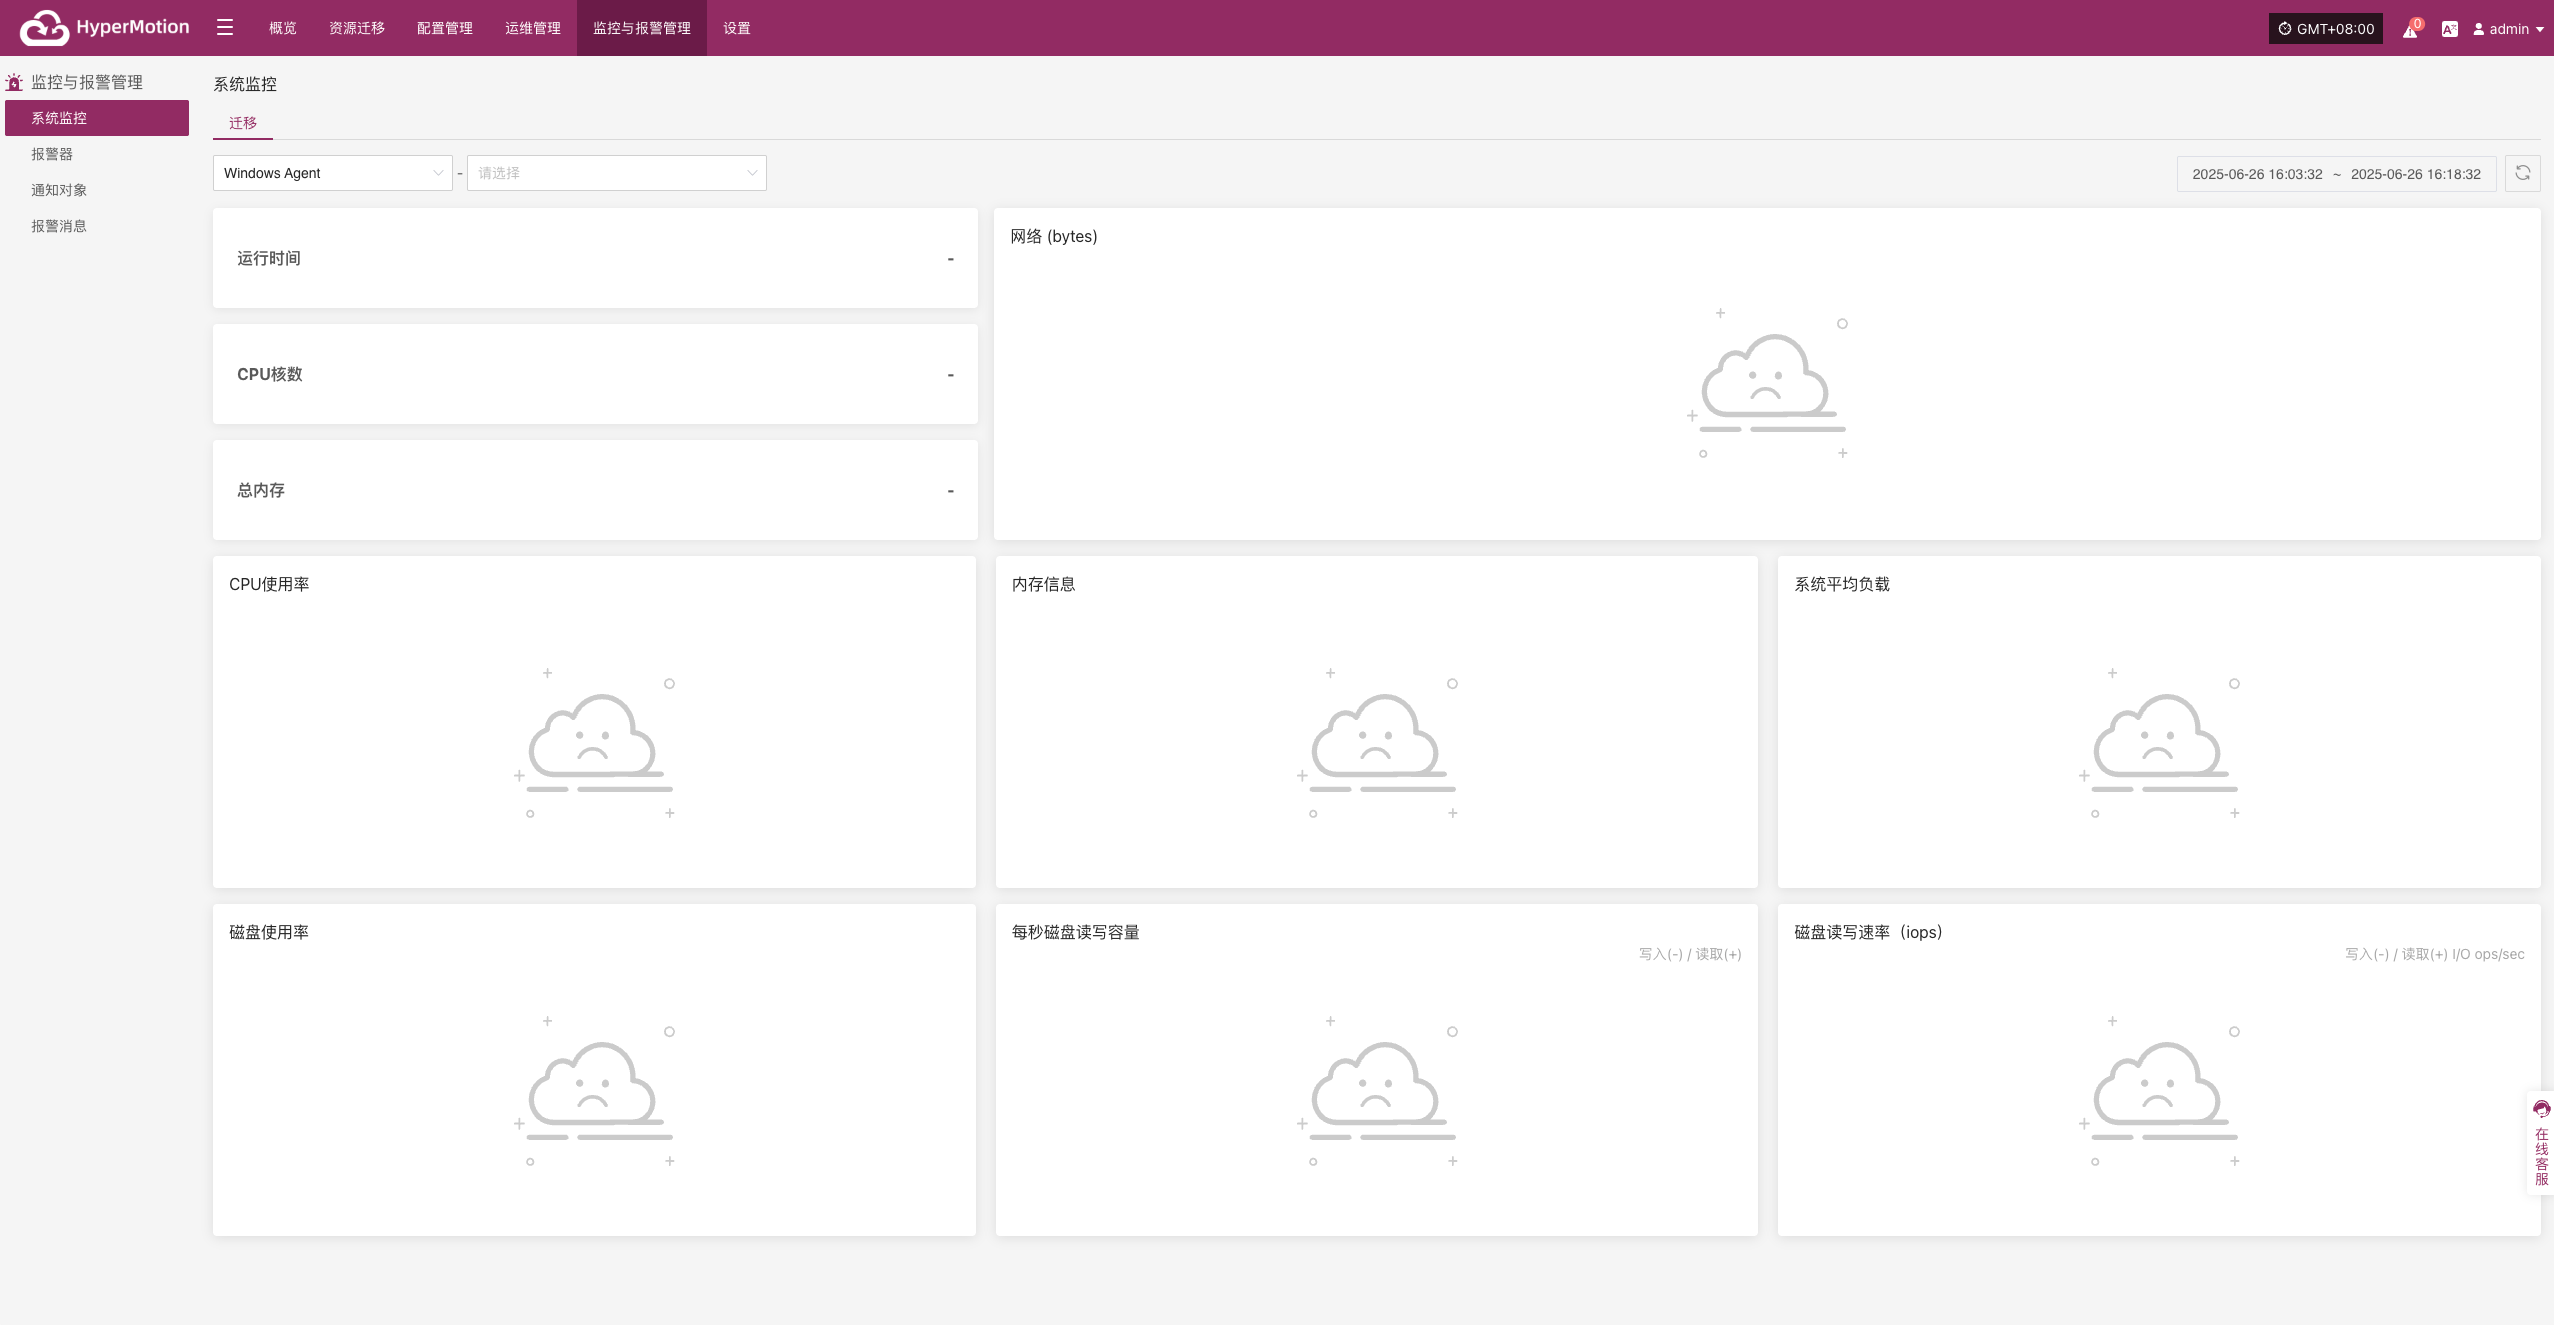 HyperMotion
概览
资源迁移
配置管理
运维管理
监控与报警管理
设置
GMT+08:00
0
admin
监控与报警管理
系统监控
报警器
通知对象
报警消息
系统监控
迁移
Windows Agent
-
请选择
2025-06-26 16:03:32 ~ 2025-06-26 16:18:32
运行时间
-
CPU核数
-
总内存
-
网络 (bytes)
CPU使用率
内存信息
系统平均负载
磁盘使用率
每秒磁盘读写容量
写入(-) / 读取(+)
磁盘读写速率（iops）
写入(-) / 读取(+) I/O ops/sec
在线客服